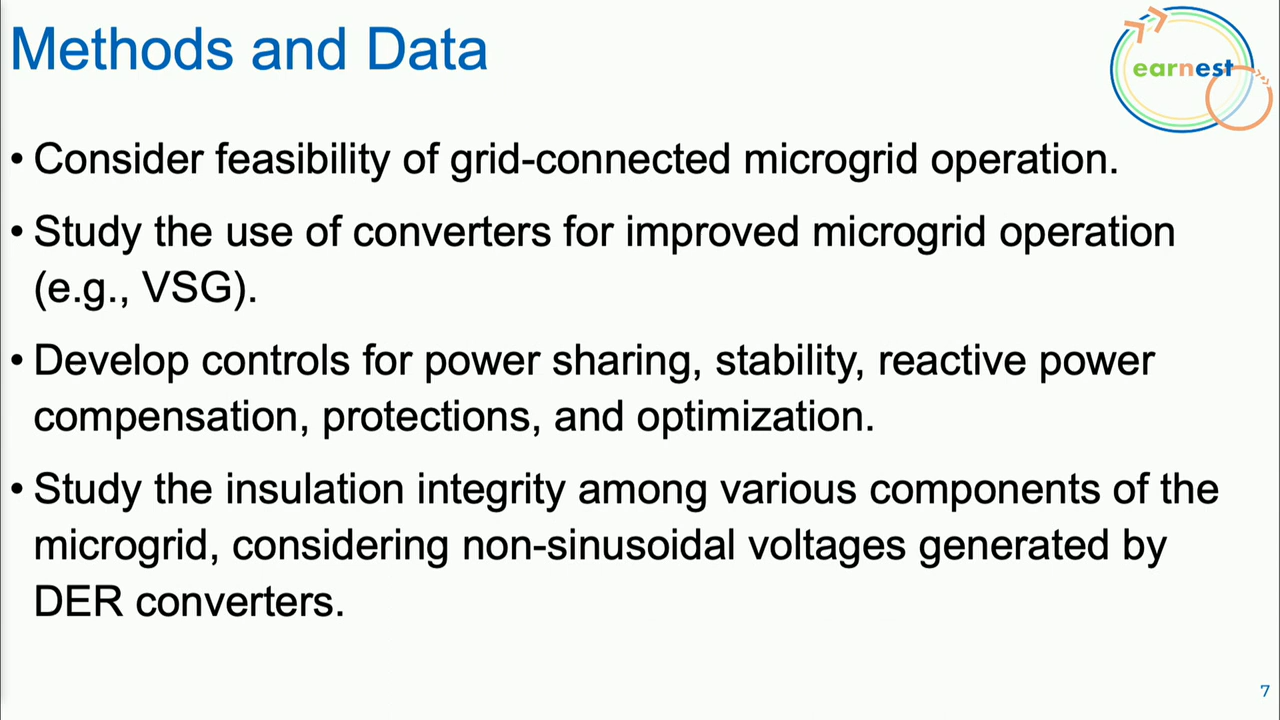 Methods and Data
earnest
• Consider feasibility of grid-connected microgrid operation.
• Study the use of converters for improved microgrid operation
(e.g., VSG).
• Develop controls for power sharing, stability, reactive power
compensation, protections, and optimization.
• Study the insulation integrity among various components of the
microgrid, considering non-sinusoidal voltages generated by
DER converters.
7